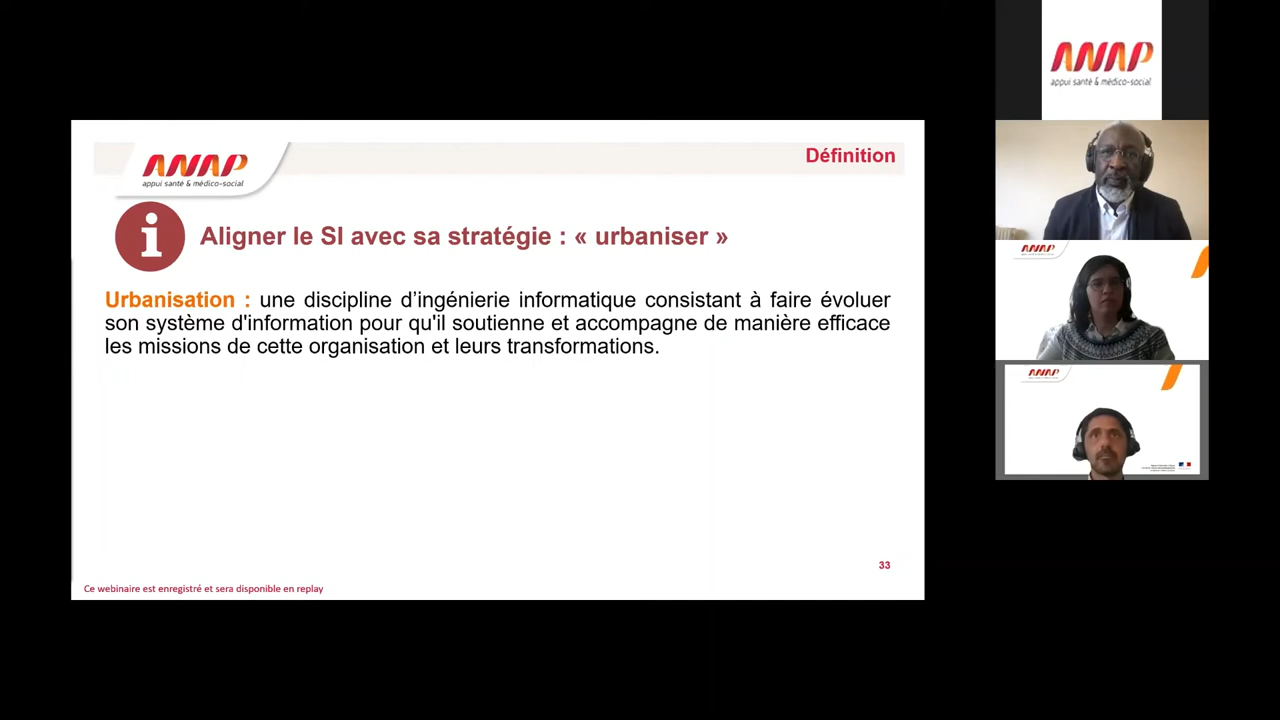 ANAP
appui santé & médico-social
Définition
Aligner le SI avec sa stratégie : « urbaniser »
Urbanisation : une discipline d’ingénierie informatique consistant à faire évoluer
son système d'information pour qu'il soutienne et accompagne de manière efficace
les missions de cette organisation et leurs transformations.
33
Ce webinaire est enregistré et sera disponible en replay
ANAP
appui santé & médico-social
ANAP
ANAP